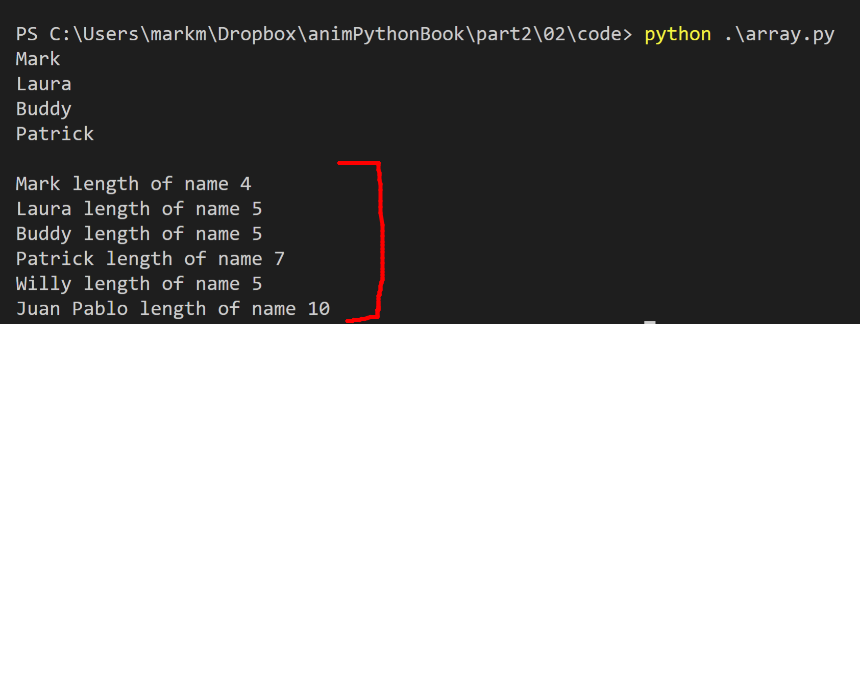 PS C:\Users\markm\Dropbox\animPythonBook\part2\02\code> python .\array.py
Mark
Laura
Buddy
Patrick
Mark length of name 4
Laura length of name 5
Buddy length of name 5
Patrick length of name 7
Willy length of name 5
Juan Pablo length of name 10